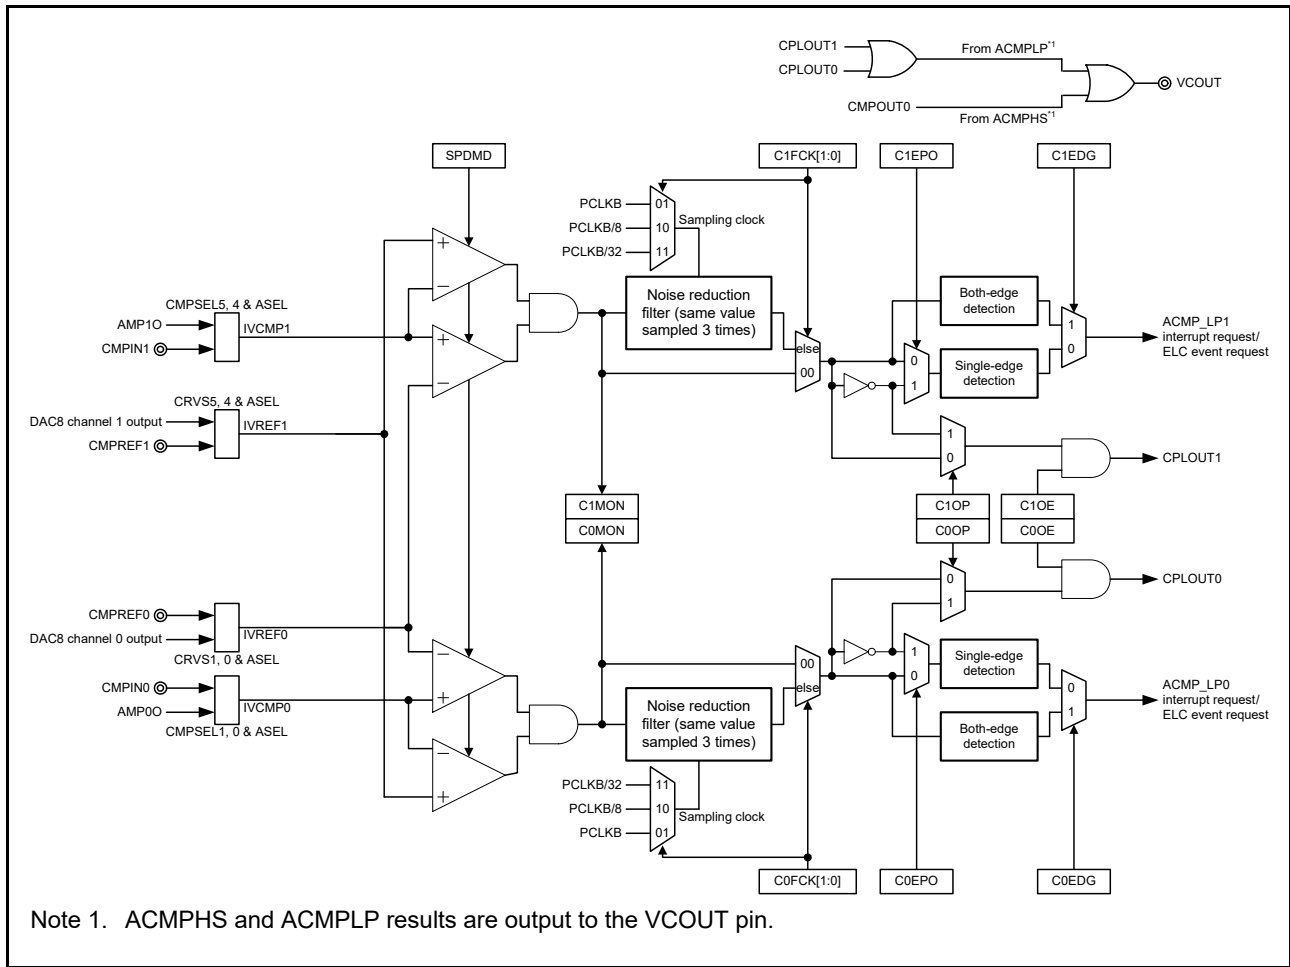 CPLOUT1
CPLOUT0
From ACMPLP*1
VCOUT
CMPOUT0
From ACMPHS*1
SPDMD
C1FCK[1:0]
C1EPO
C1EDG
PCLKB
01
Sampling clock
PCLKB/8
10
PCLKB/32
11
+
−
Noise reduction
filter (same value
sampled 3 times)
Both-edge
detection
CMPSEL5, 4 & ASEL
AMP1O
IVCMP1
CMPIN1
+
−
else
00
0
1
Single-edge
detection
1
0
ACMP_LP1
interrupt request/
ELC event request
CRVS5, 4 & ASEL
DAC8 channel 1 output
IVREF1
CMPREF1
1
0
CPLOUT1
C1MON
C0MON
C1OP
C0OP
C1OE
C0OE
0
1
CPLOUT0
CMPREF0
IVREF0
DAC8 channel 0 output
CRVS1, 0 & ASEL
−
+
00
else
1
0
Single-edge
detection
0
1
ACMP_LP0
interrupt request/
ELC event request
CMPIN0
IVCMP0
AMP0O
CMPSEL1, 0 & ASEL
Noise reduction
filter (same value
sampled 3 times)
Both-edge
detection
−
+
PCLKB/32
11
PCLKB/8
10
Sampling clock
PCLKB
01
C0FCK[1:0]
C0EPO
C0EDG
Note 1. ACMPHS and ACMPLP results are output to the VCOUT pin.